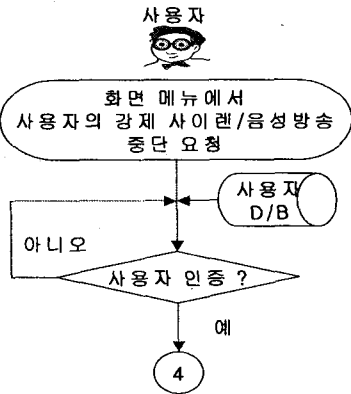 사용자
화면 메뉴에서
사용자의 강제 사이렌/음성방송
중단 요청
사용자
D/B
아니오
사용자 인증 ?
예
4